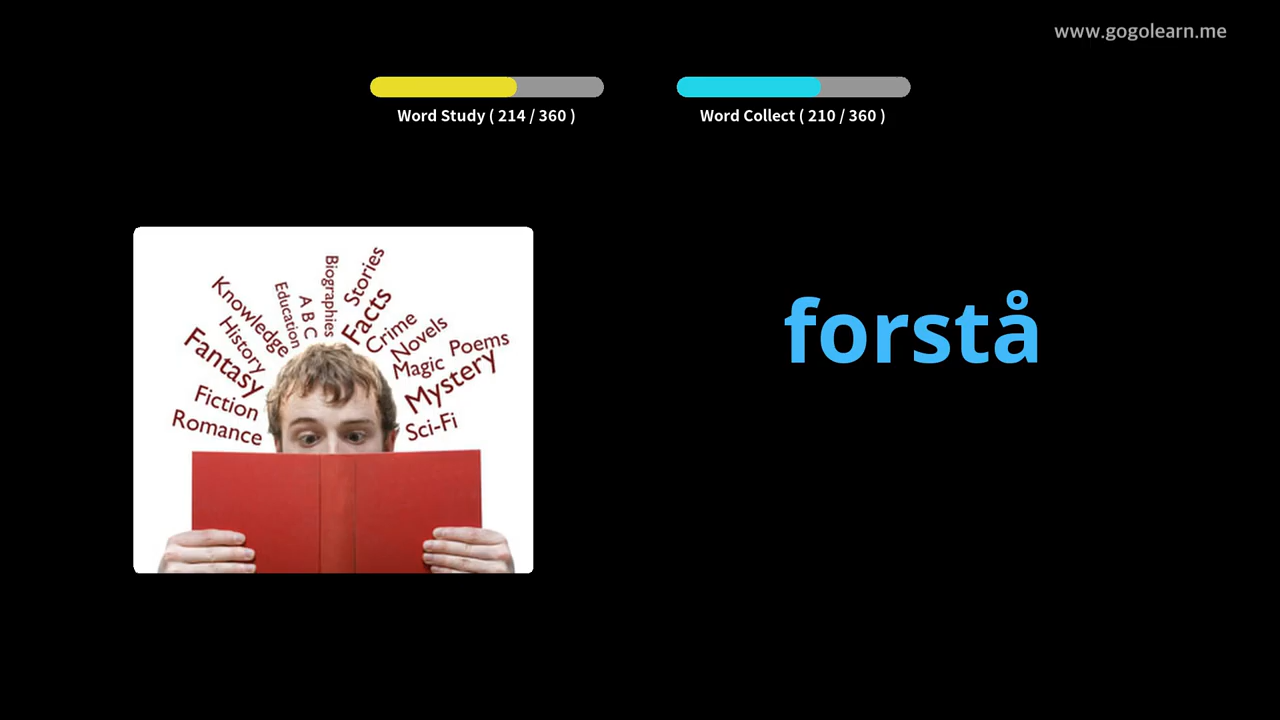 www.gogolearn.me
Word Study ( 214 / 360 )
Word Collect ( 210 / 360 )
Romance
Fiction
Fantasy
History
Knowledge
Education
A B C
Biographies
Stories
Facts
Crime
Novels
Magic
Poems
Mystery
Sci-Fi
forstå